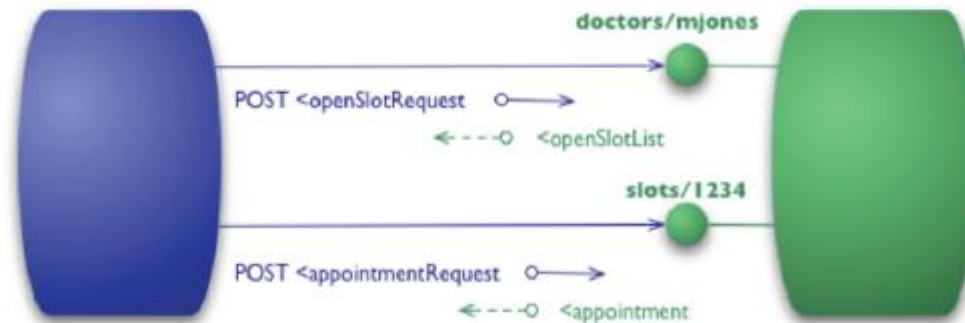 doctors/mjones
POST <openSlotRequest
<openSlotList
slots/1234
POST <appointmentRequest
<appointment